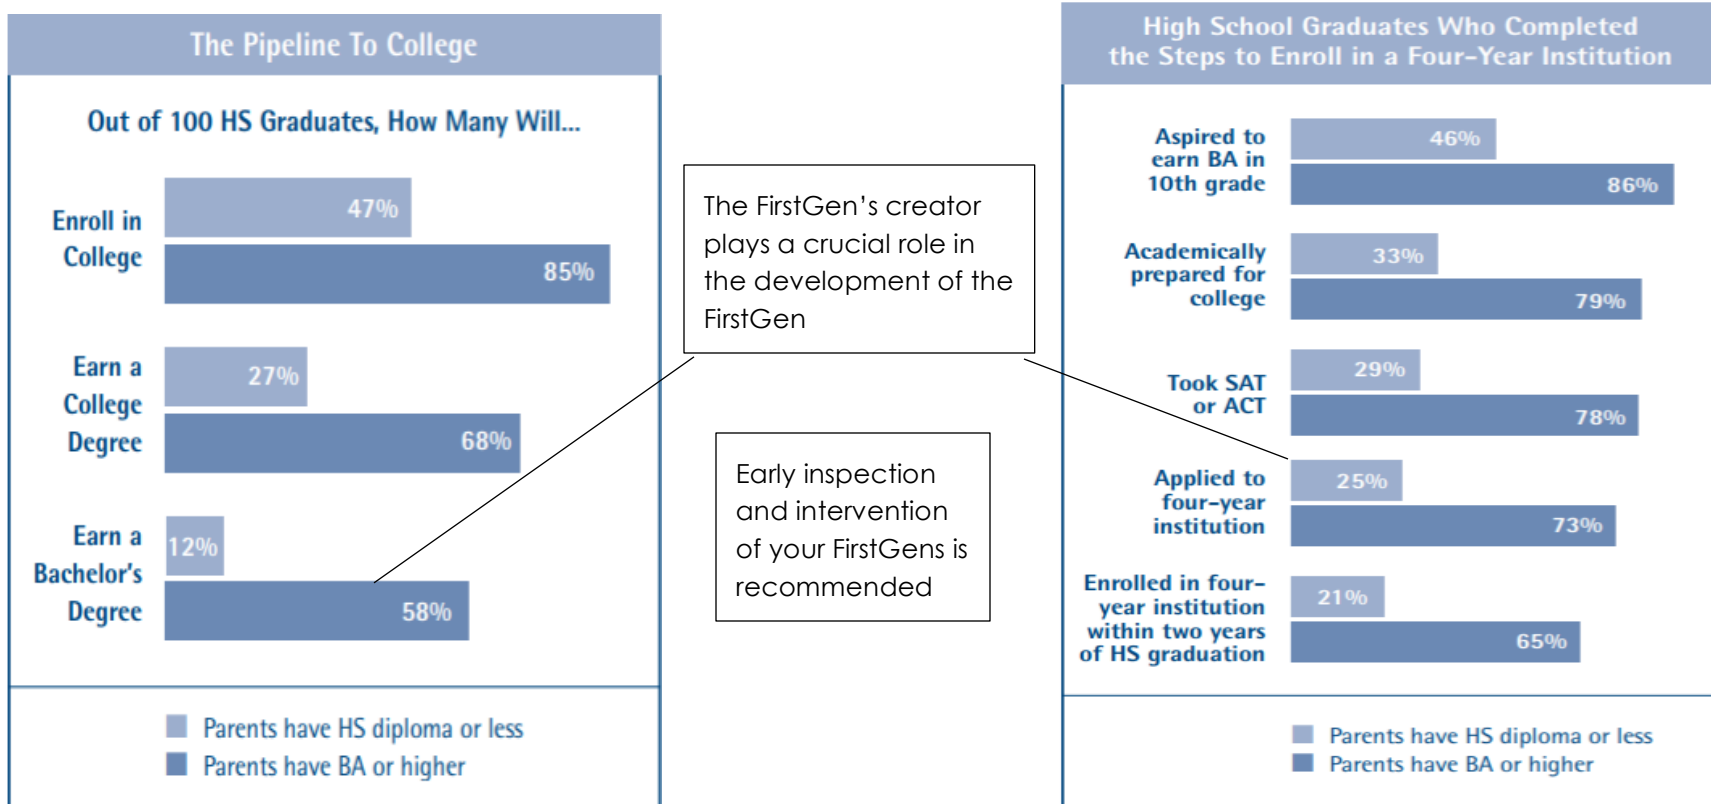 The Pipeline To College
Out of 100 HS Graduates, How Many Will...
Enroll in
College
47%
85%
Earn a
College
Degree
27%
68%
Earn a
Bachelor's
Degree
12%
58%
Parents have HS diploma or less
Parents have BA or higher
The FirstGen’s creator
plays a crucial role in
the development of the
FirstGen
Early inspection
and intervention
of your FirstGens is
recommended
High School Graduates Who Completed
the Steps to Enroll in a Four-Year Institution
Aspired to
earn BA in
10th grade
46%
86%
Academically
prepared for
college
33%
79%
Took SAT
or ACT
29%
78%
Applied to
four-year
institution
25%
73%
Enrolled in four-
year institution
within two years
of HS graduation
21%
65%
Parents have HS diploma or less
Parents have BA or higher